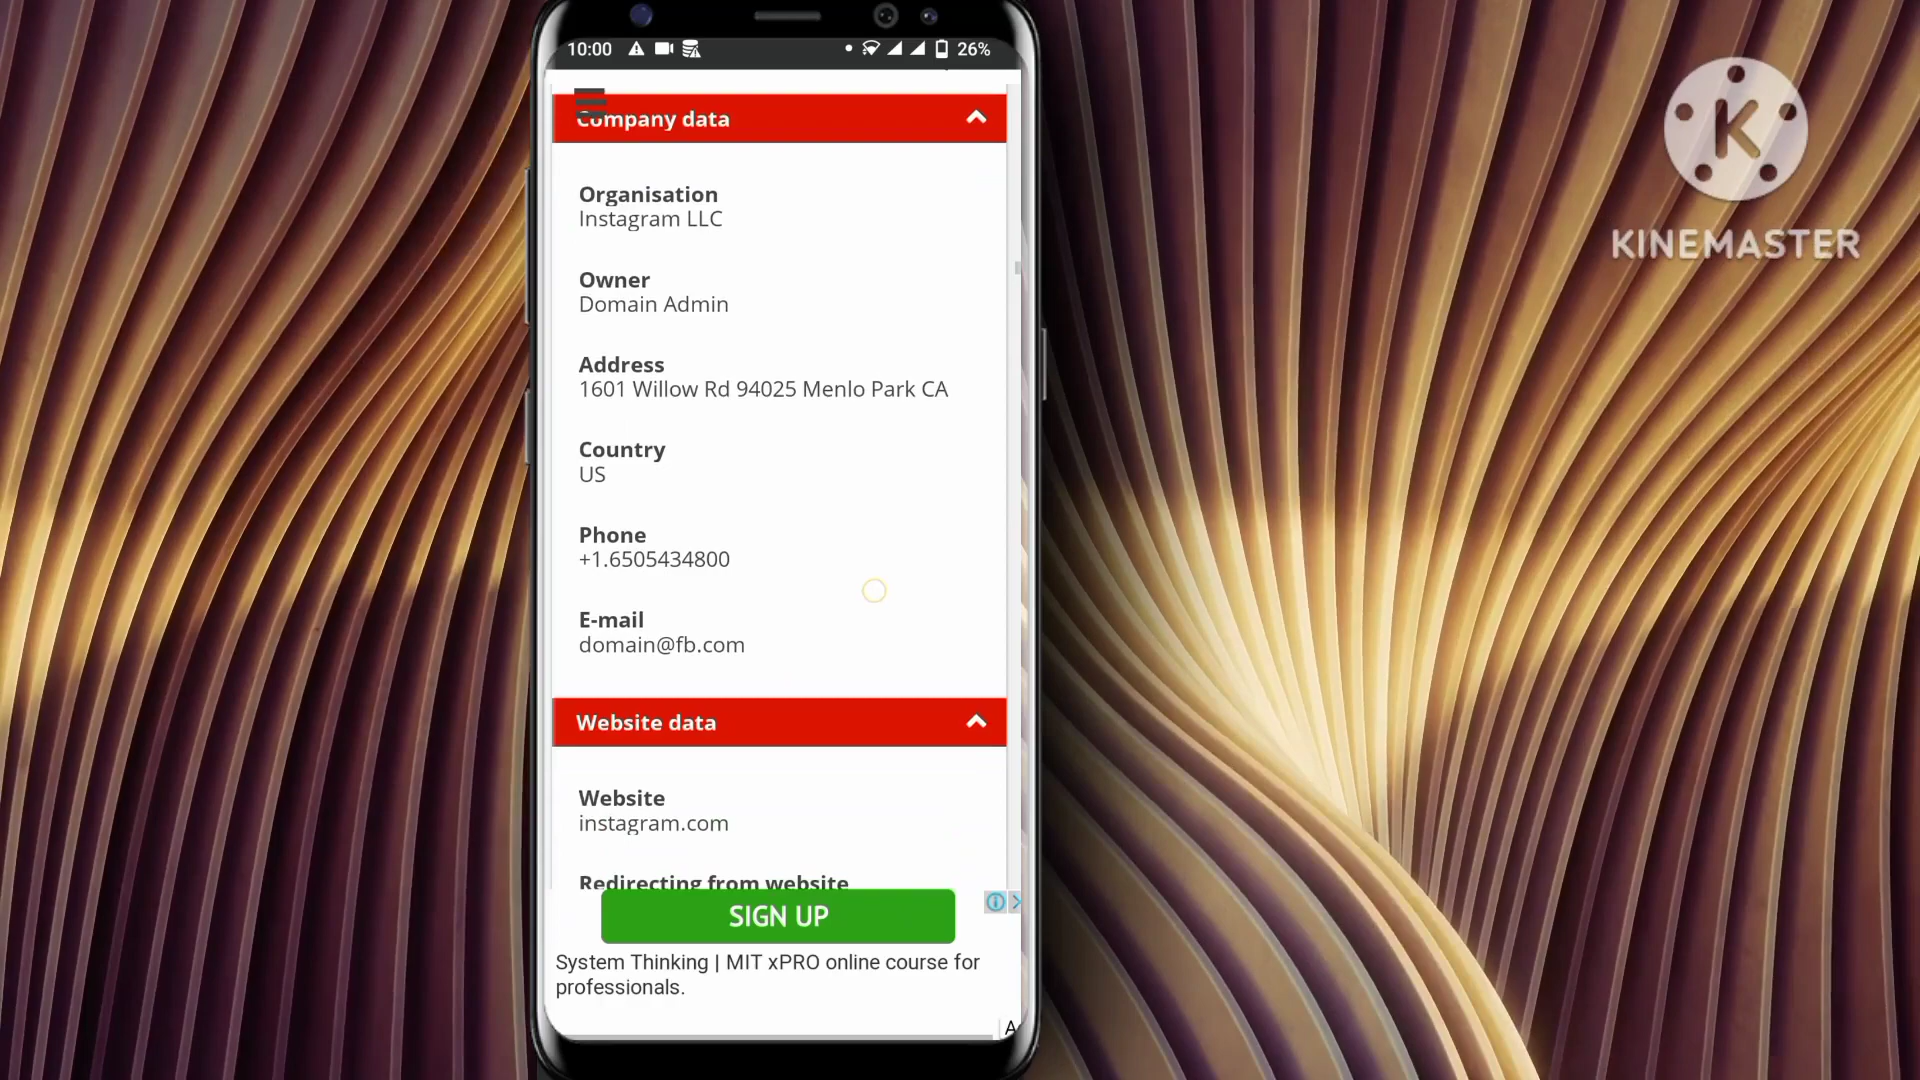 10:00
26%
Company data
Organisation
Instagram LLC
Owner
Domain Admin
Address
1601 Willow Rd 94025 Menlo Park CA
Country
US
Phone
+1.6505434800
E-mail
domain@fb.com
Website data
Website
instagram.com
Redirecting from website
SIGN UP
System Thinking | MIT xPRO online course for
professionals.
K
KINEMASTER